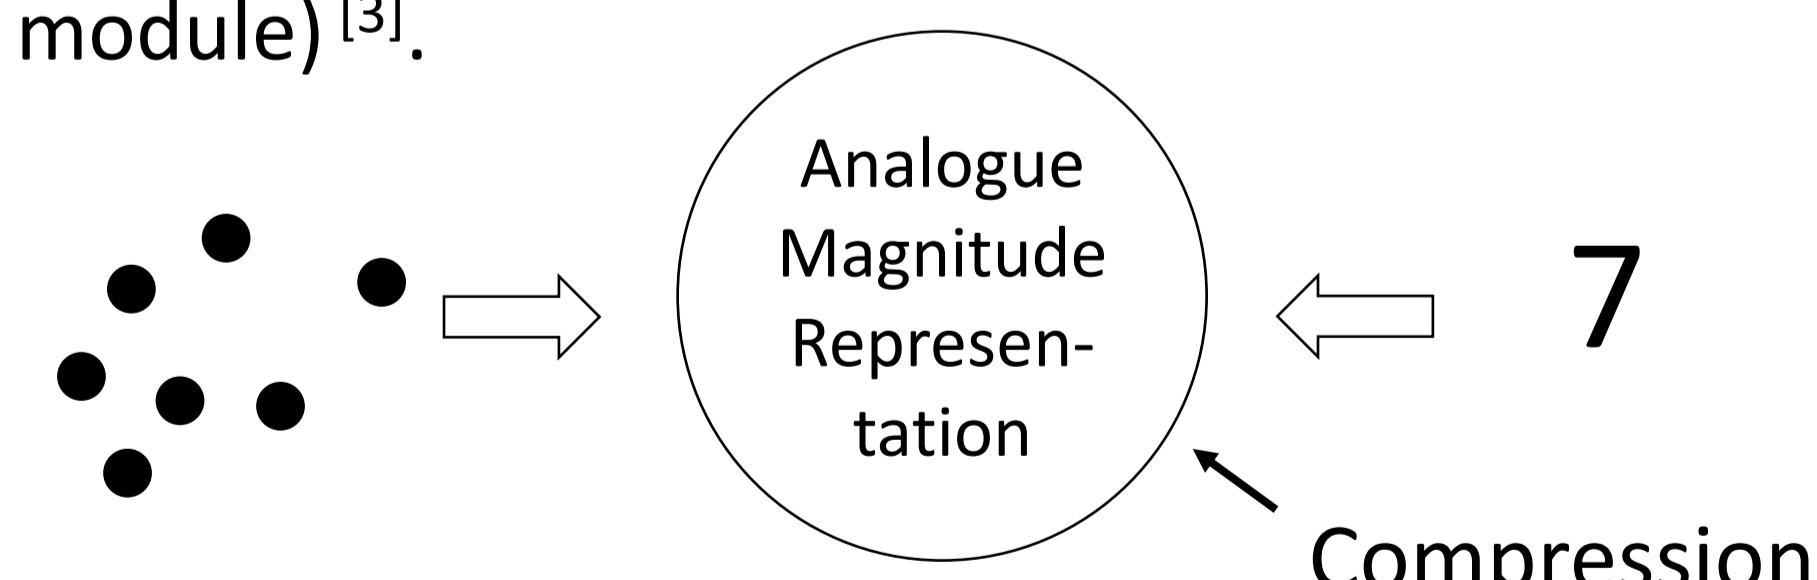 module) [3].
Analogue
Magnitude
Represen-
tation
7
Compression